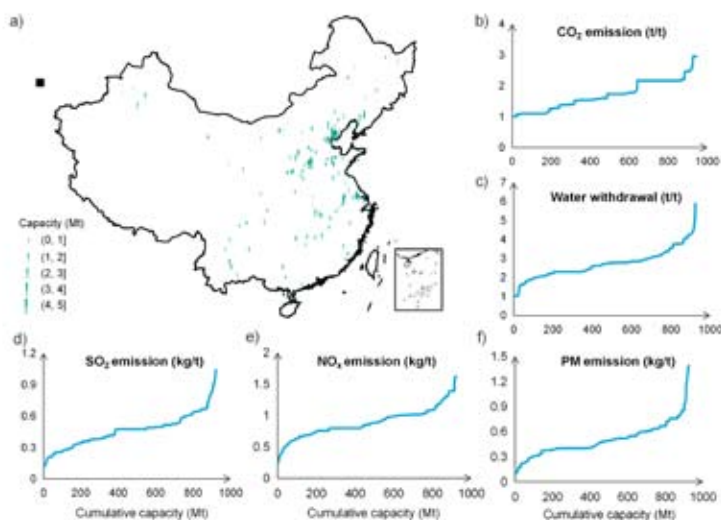 a)
Capacity (Mt)
(0, 1]
(1, 2]
(2, 3]
(3, 4]
(4, 5]
b)
CO₂ emission (t/t)
4
3
2
1
0
0 200 400 600 800 1000
c)
Water withdrawal (t/t)
7
6
5
4
3
2
1
0
0 200 400 600 800 1000
d)
SO₂ emission (kg/t)
1.2
0.9
0.6
0.3
0
0 200 400 600 800 1000
Cumulative capacity (Mt)
e)
NOₓ emission (kg/t)
2
1.5
1
0.5
0
0 200 400 600 800 1000
Cumulative capacity (Mt)
f)
PM emission (kg/t)
1.5
1.2
0.9
0.6
0.3
0
0 200 400 600 800 1000
Cumulative capacity (Mt)